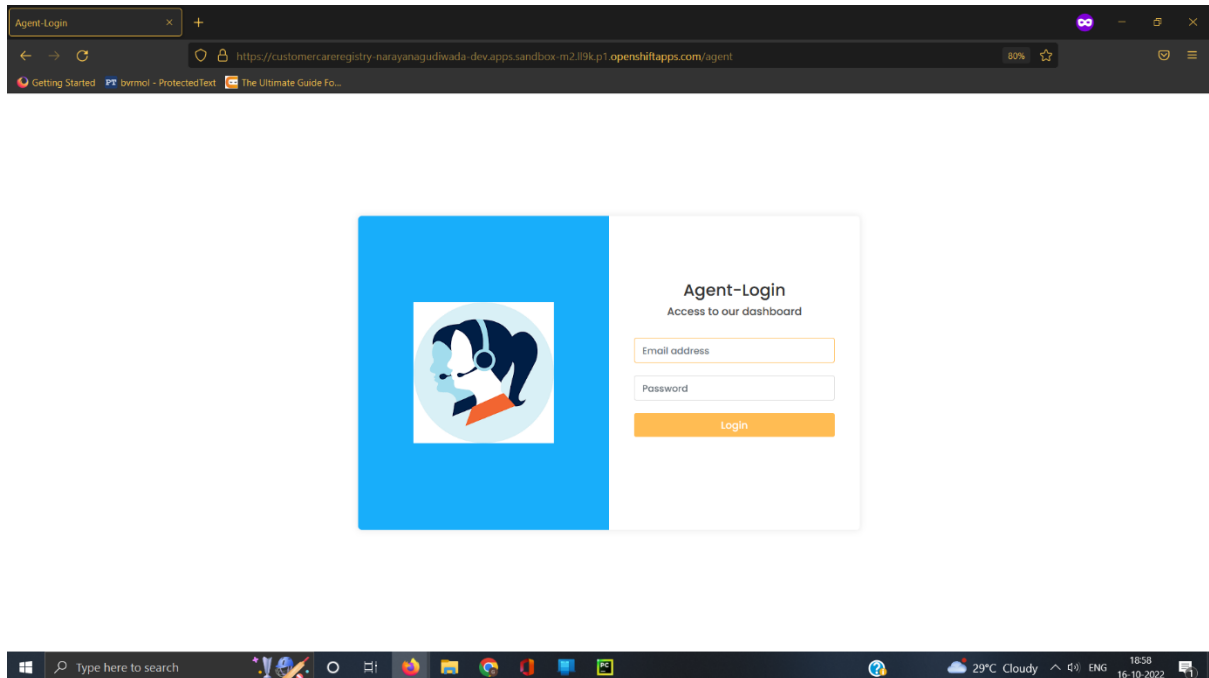 Agent-Login
https://customercareregistry-narayanagudiwada-dev.apps.sandbox-m2.ll9k.p1.openshiftapps.com/agent
80%
Getting Started PT bvrmol - ProtectedText The Ultimate Guide Fo...
Agent-Login
Access to our dashboard
Email address
Password
Login
Type here to search
PC
29°C Cloudy
ENG
18:58
16-10-2022
1